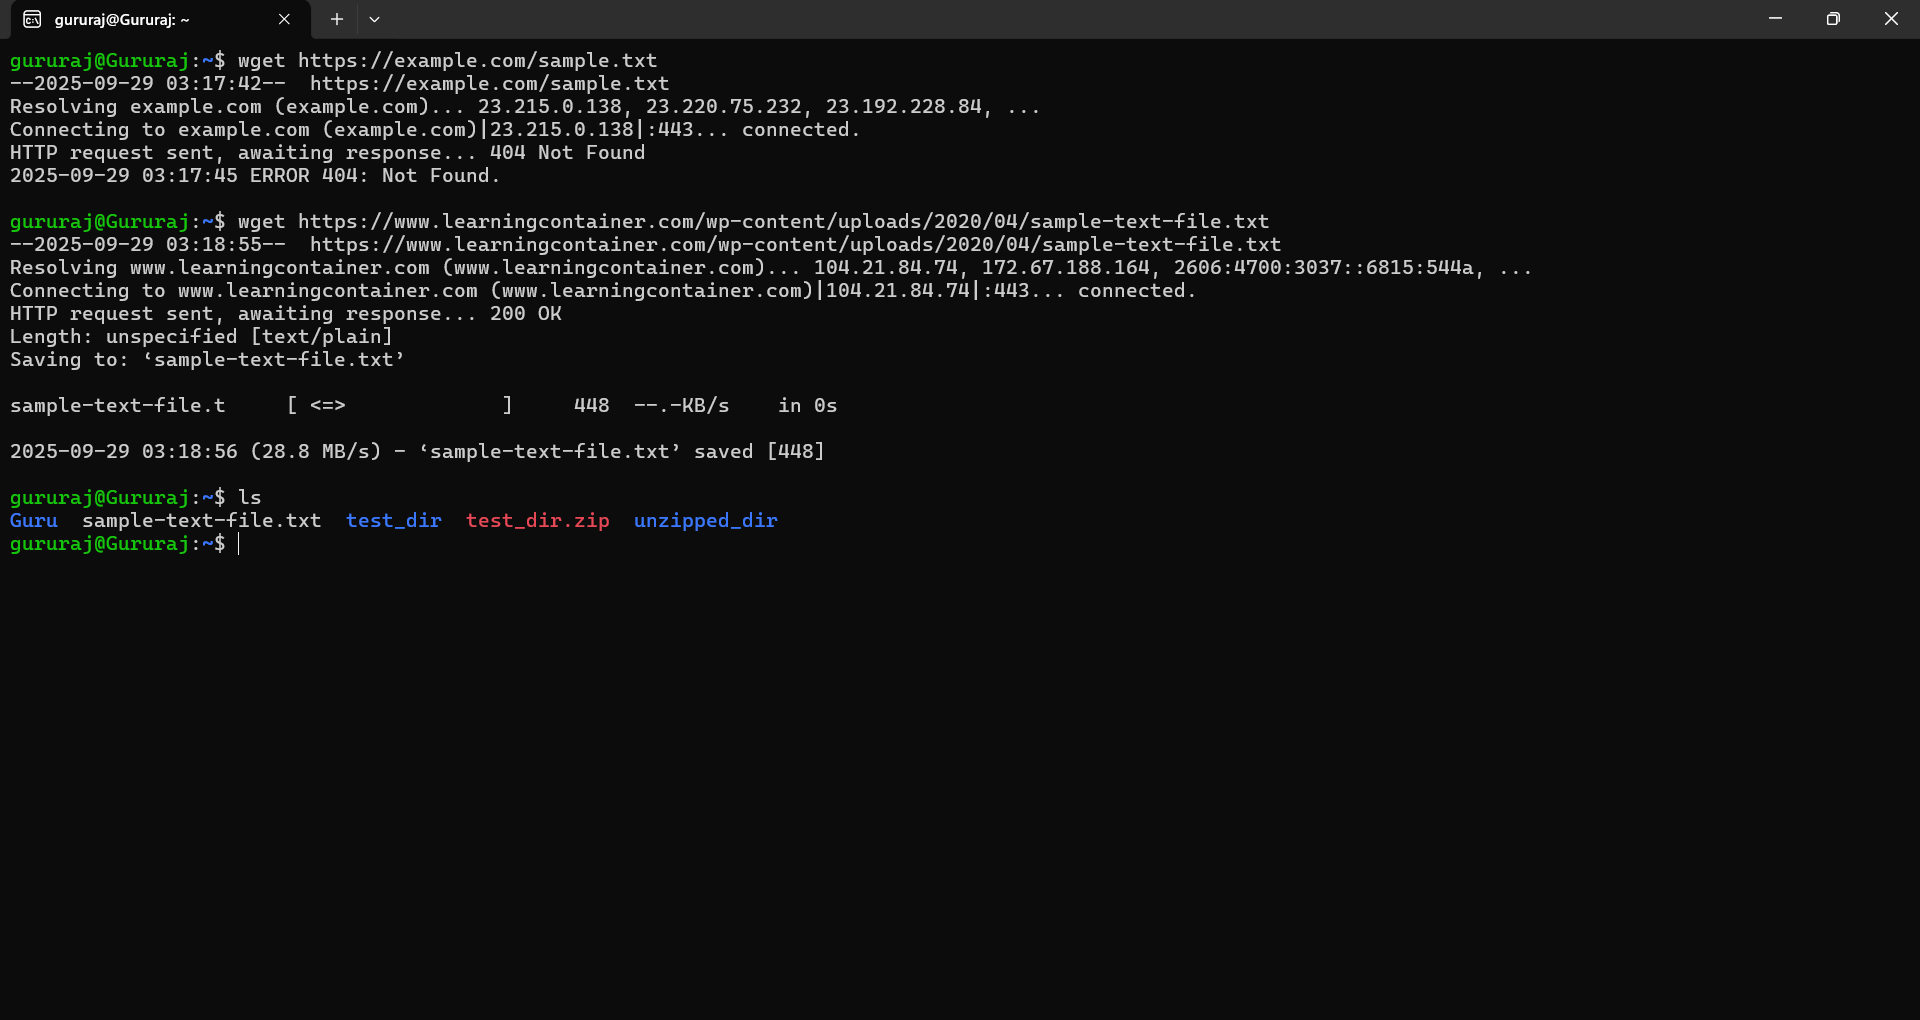 gururaj@Gururaj: ~
gururaj@Gururaj:~$ wget https://example.com/sample.txt
--2025-09-29 03:17:42--  https://example.com/sample.txt
Resolving example.com (example.com)... 23.215.0.138, 23.220.75.232, 23.192.228.84, ...
Connecting to example.com (example.com)|23.215.0.138|:443... connected.
HTTP request sent, awaiting response... 404 Not Found
2025-09-29 03:17:45 ERROR 404: Not Found.

gururaj@Gururaj:~$ wget https://www.learningcontainer.com/wp-content/uploads/2020/04/sample-text-file.txt
--2025-09-29 03:18:55--  https://www.learningcontainer.com/wp-content/uploads/2020/04/sample-text-file.txt
Resolving www.learningcontainer.com (www.learningcontainer.com)... 104.21.84.74, 172.67.188.164, 2606:4700:3037::6815:544a, ...
Connecting to www.learningcontainer.com (www.learningcontainer.com)|104.21.84.74|:443... connected.
HTTP request sent, awaiting response... 200 OK
Length: unspecified [text/plain]
Saving to: ‘sample-text-file.txt’

sample-text-file.t     [ <=>             ]     448  --.-KB/s    in 0s

2025-09-29 03:18:56 (28.8 MB/s) - ‘sample-text-file.txt’ saved [448]

gururaj@Gururaj:~$ ls
Guru  sample-text-file.txt  test_dir  test_dir.zip  unzipped_dir
gururaj@Gururaj:~$